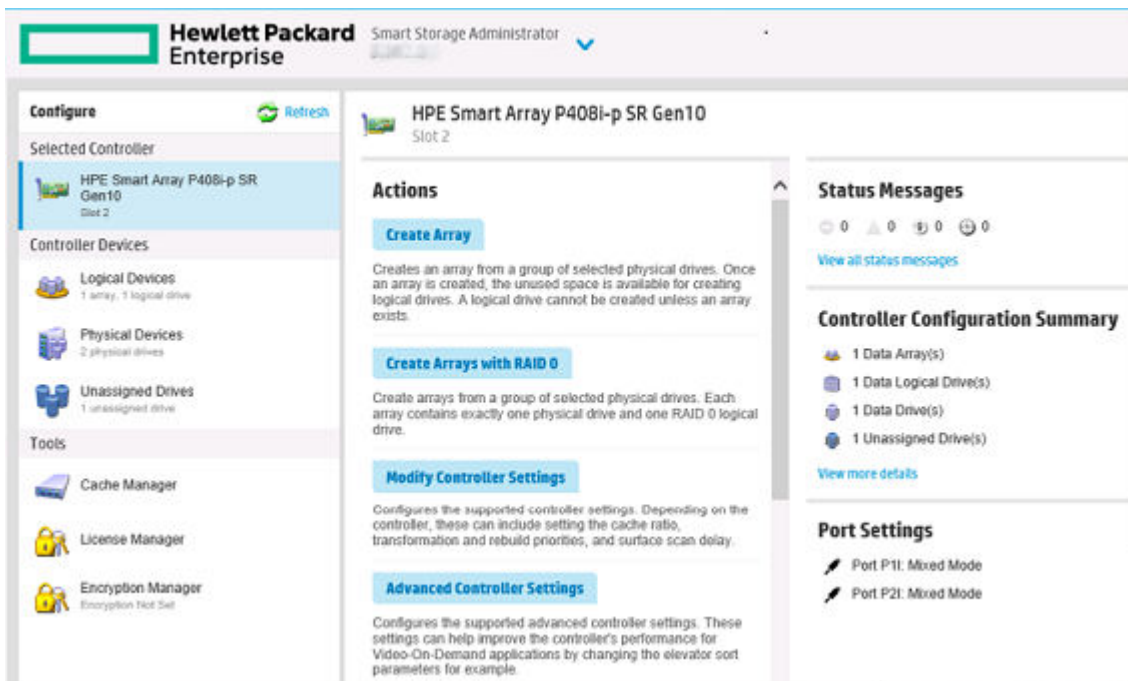 Hewlett Packard
Enterprise
Smart Storage Administrator
Configure
Refresh
Selected Controller
HPE Smart Array P408i-p SR
Gen10
Slot 2
Controller Devices
Logical Devices
1 array, 1 logical drive
Physical Devices
2 physical drives
Unassigned Drives
1 unassigned drive
Tools
Cache Manager
License Manager
Encryption Manager
Encryption Not Set
HPE Smart Array P408i-p SR Gen10
Slot 2
Actions
Create Array
Creates an array from a group of selected physical drives. Once
an array is created, the unused space is available for creating
logical drives. A logical drive cannot be created unless an array
exists.
Create Arrays with RAID 0
Create arrays from a group of selected physical drives. Each
array contains exactly one physical drive and one RAID 0 logical
drive.
Modify Controller Settings
Configures the supported controller settings. Depending on the
controller, these can include setting the cache ratio,
transformation and rebuild priorities, and surface scan delay.
Advanced Controller Settings
Configures the supported advanced controller settings. These
settings can help improve the controller's performance for
Video-On-Demand applications by changing the elevator sort
parameters for example.
Status Messages
0 0 0 0
View all status messages
Controller Configuration Summary
1 Data Array(s)
1 Data Logical Drive(s)
1 Data Drive(s)
1 Unassigned Drive(s)
View more details
Port Settings
Port P1I: Mixed Mode
Port P2I: Mixed Mode